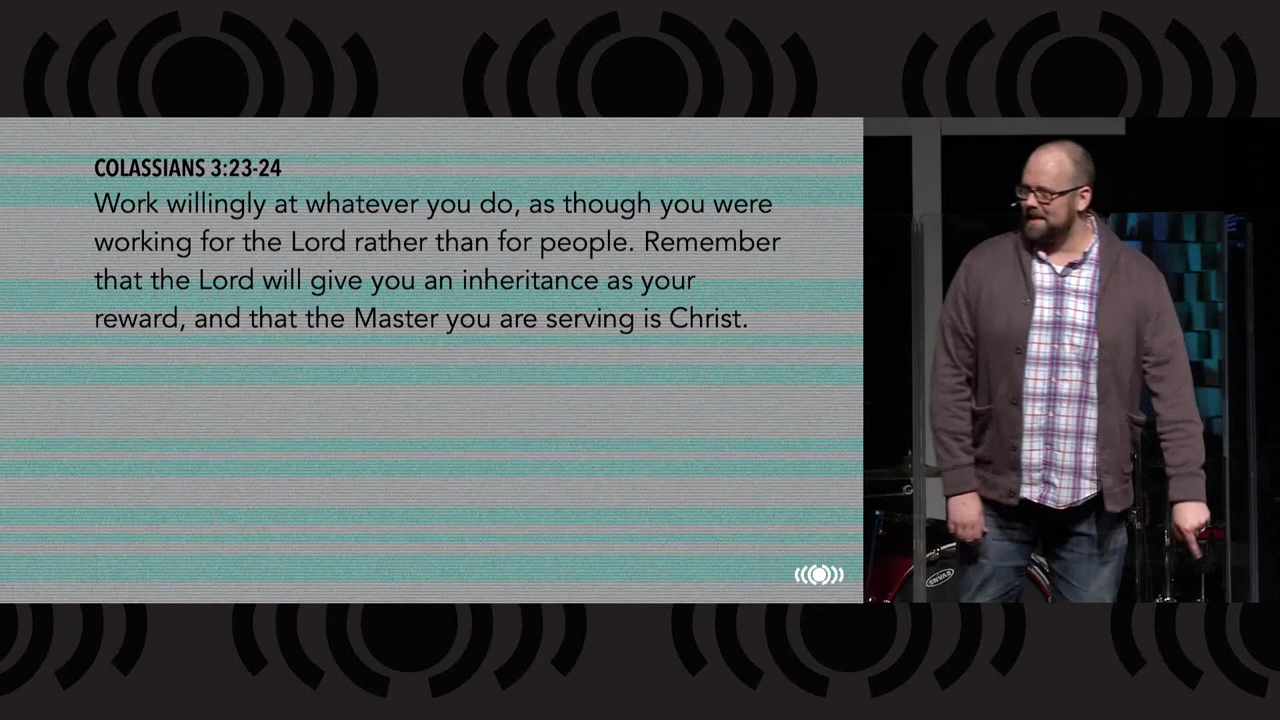 COLASSIANS 3:23-24
Work willingly at whatever you do, as though you were
working for the Lord rather than for people. Remember
that the Lord will give you an inheritance as your
reward, and that the Master you are serving is Christ.
EVANS